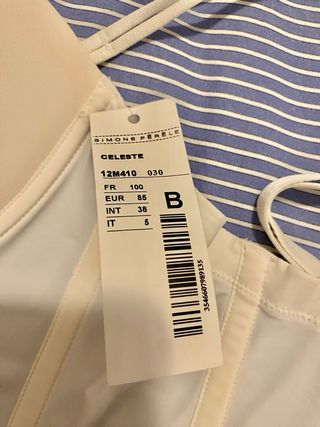 SIMONE PÉRÈLE
CELESTE
12M410 030
FR 100
EUR 85
INT 38
IT 5
B
3546607989135